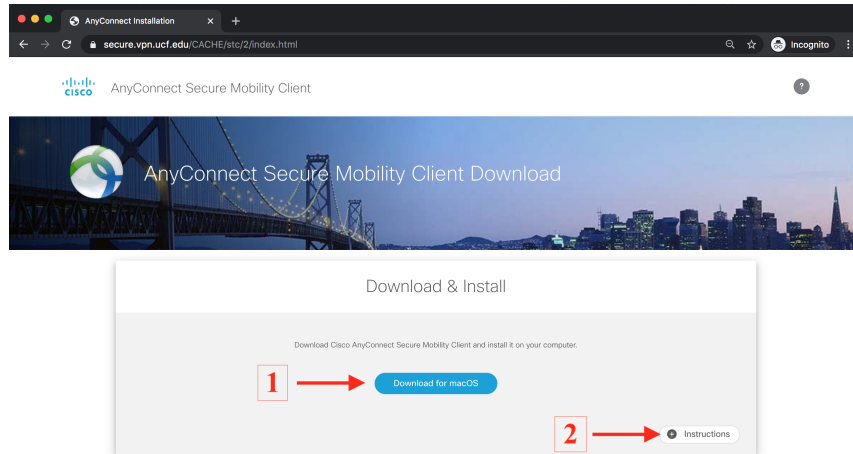 AnyConnect Installation
secure.vpn.ucf.edu/CACHE/stc/2/index.html
Incognito
CISCO
AnyConnect Secure Mobility Client
?
AnyConnect Secure Mobility Client Download
Download & Install
Download Cisco AnyConnect Secure Mobility Client and install it on your computer.
1
Download for macOS
2
Instructions